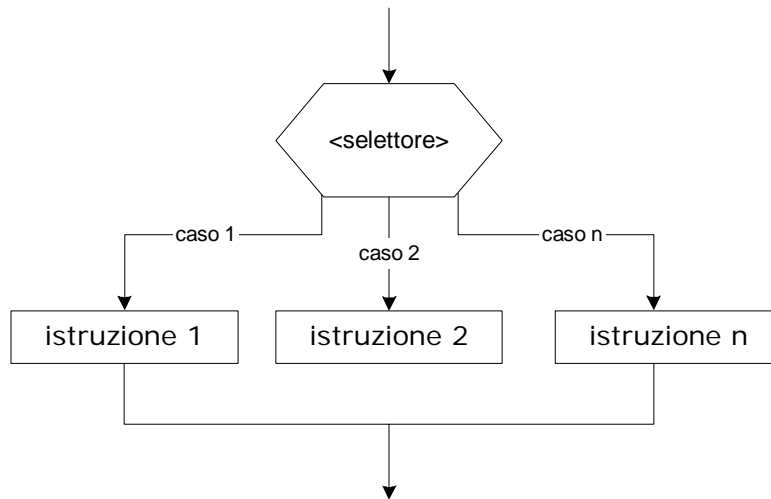 <selettore>
caso 1
caso 2
caso n
istruzione 1
istruzione 2
istruzione n